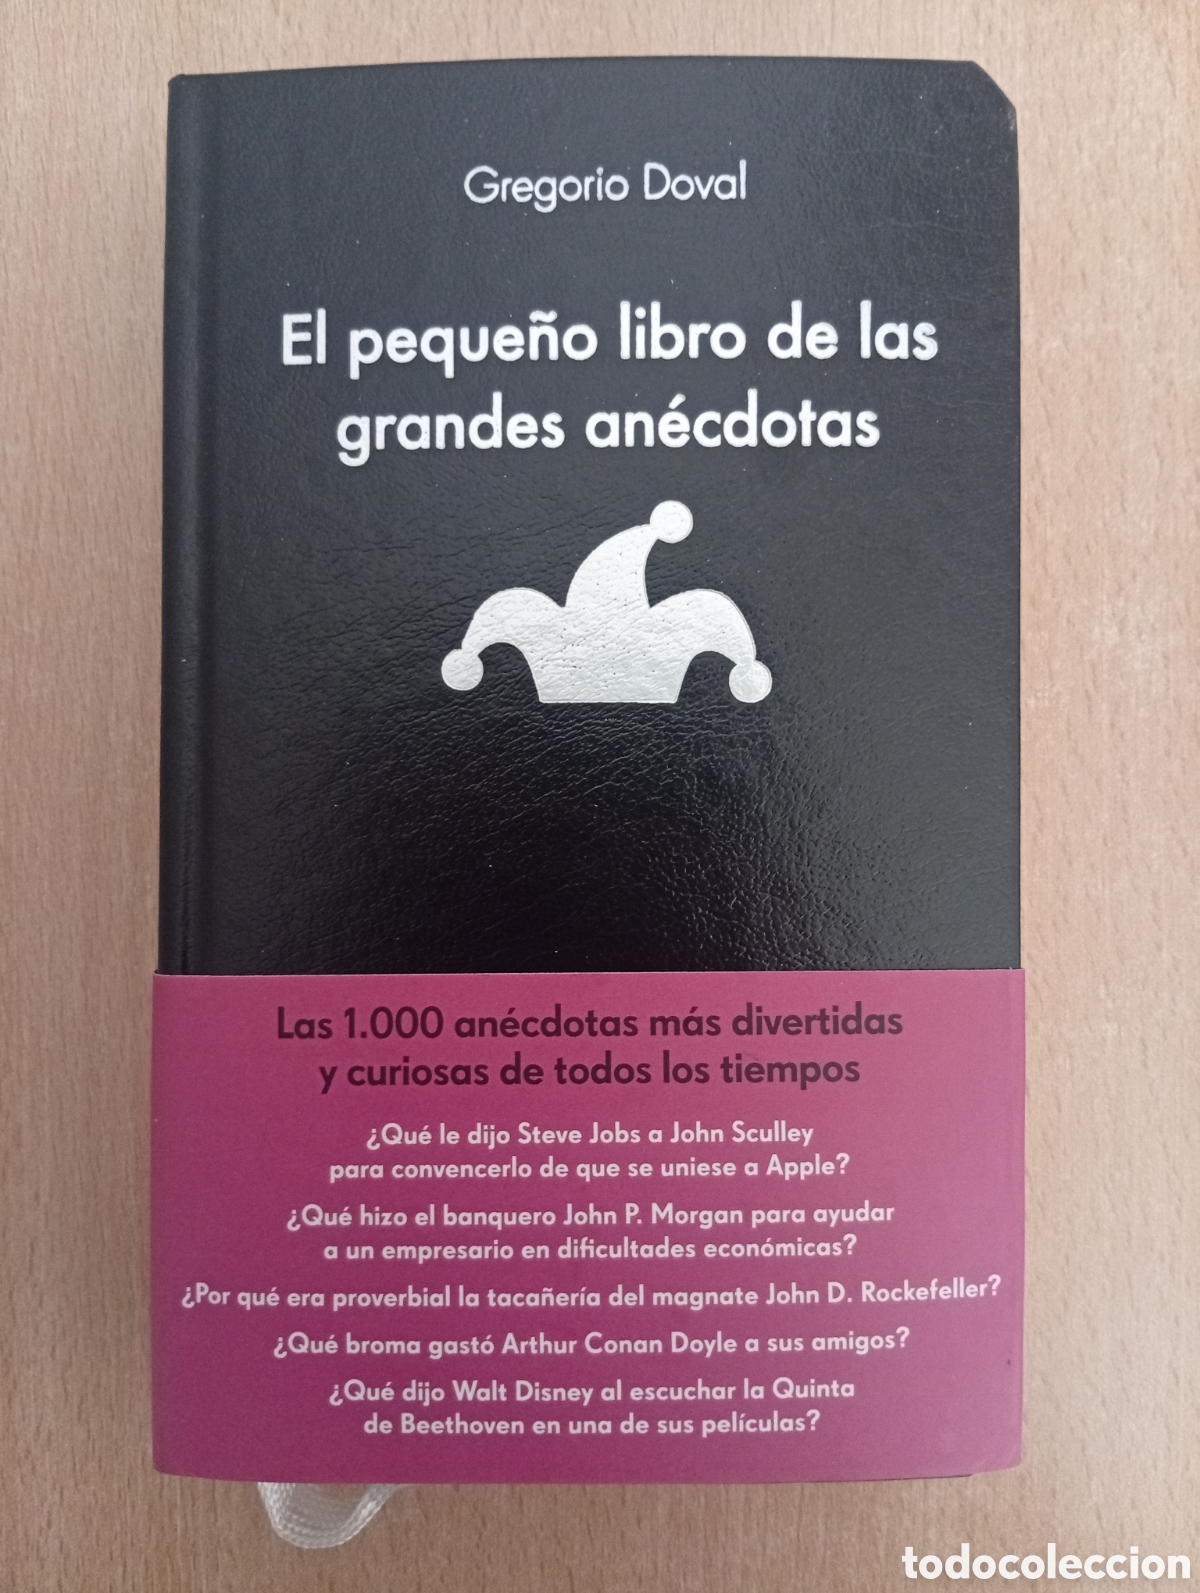 Gregorio Doval
El pequeño libro de las
grandes anécdotas
Las 1.000 anécdotas más divertidas
y curiosas de todos los tiempos
¿Qué le dijo Steve Jobs a John Sculley
para convencerlo de que se uniese a Apple?
¿Qué hizo el banquero John P. Morgan para ayudar
a un empresario en dificultades económicas?
¿Por qué era proverbial la tacañería del magnate John D. Rockefeller?
¿Qué broma gastó Arthur Conan Doyle a sus amigos?
¿Qué dijo Walt Disney al escuchar la Quinta
de Beethoven en una de sus películas?
todocoleccion